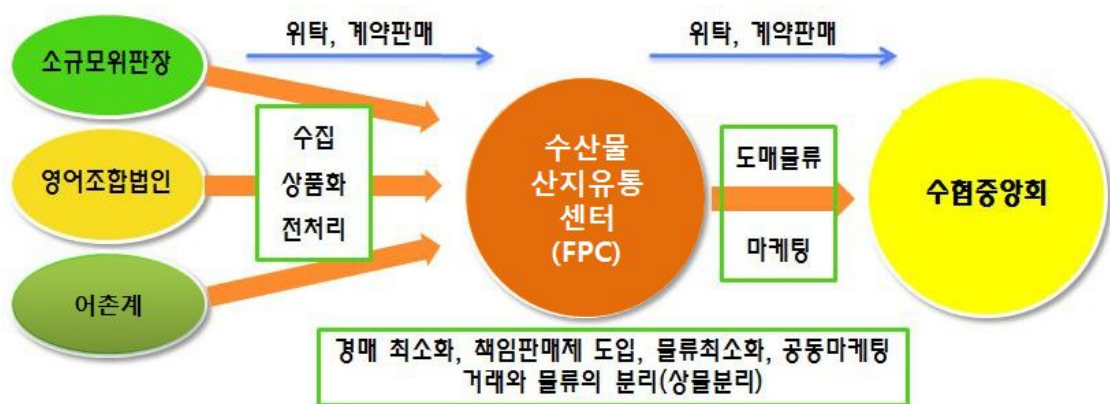 위탁, 계약판매
위탁, 계약판매
소규모위판장
영어조합법인
어촌계
수집
상품화
전처리
수산물
산지유통
센터
(FPC)
도매물류
마케팅
수협중앙회
경매 최소화, 책임판매제 도입, 물류최소화, 공동마케팅
거래와 물류의 분리(상물분리)